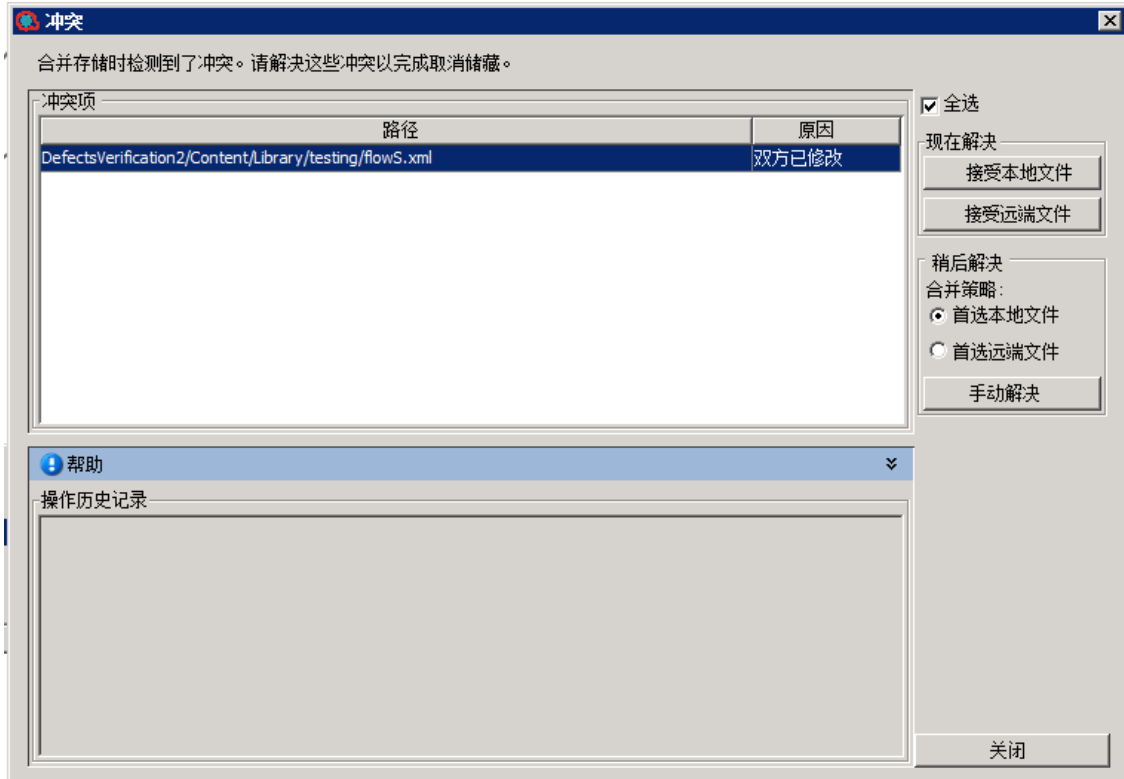 冲突
合并存储时检测到了冲突。请解决这些冲突以完成取消储藏。
冲突项
路径 原因
DefectsVerification2/Content/Library/testing/flowS.xml 双方已修改
全选
现在解决
接受本地文件
接受远端文件
稍后解决
合并策略:
首选本地文件
首选远端文件
手动解决
帮助
操作历史记录
关闭